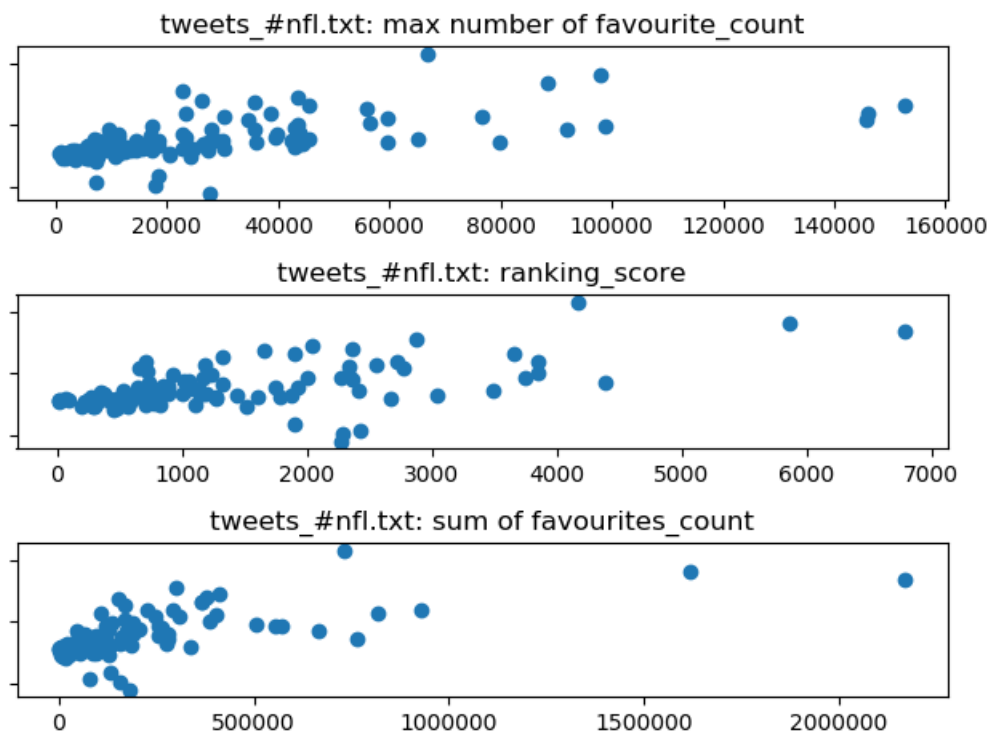 tweets_#nfl.txt: max number of favourite_count
0 20000 40000 60000 80000 100000 120000 140000 160000
tweets_#nfl.txt: ranking_score
0 1000 2000 3000 4000 5000 6000 7000
tweets_#nfl.txt: sum of favourites_count
0 500000 1000000 1500000 2000000